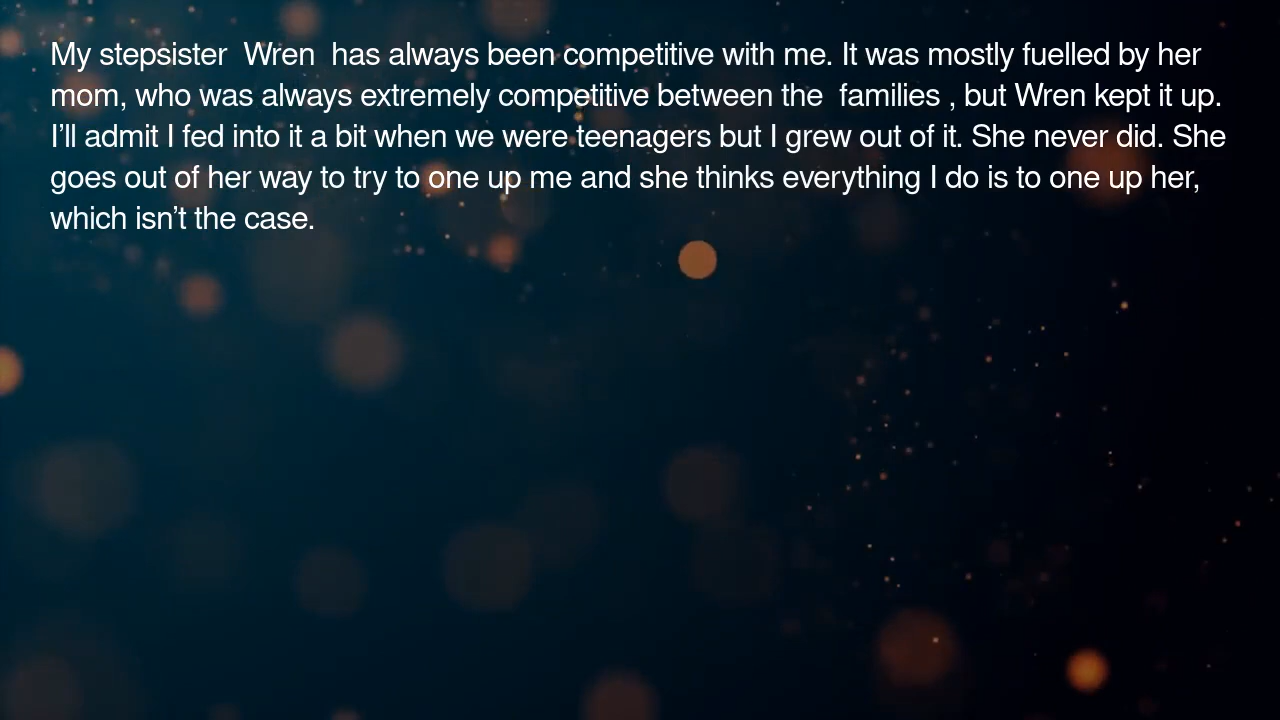 My stepsister  Wren  has always been competitive with me. It was mostly fuelled by her
mom, who was always extremely competitive between the  families , but Wren kept it up.
I’ll admit I fed into it a bit when we were teenagers but I grew out of it. She never did. She
goes out of her way to try to one up me and she thinks everything I do is to one up her,
which isn’t the case.